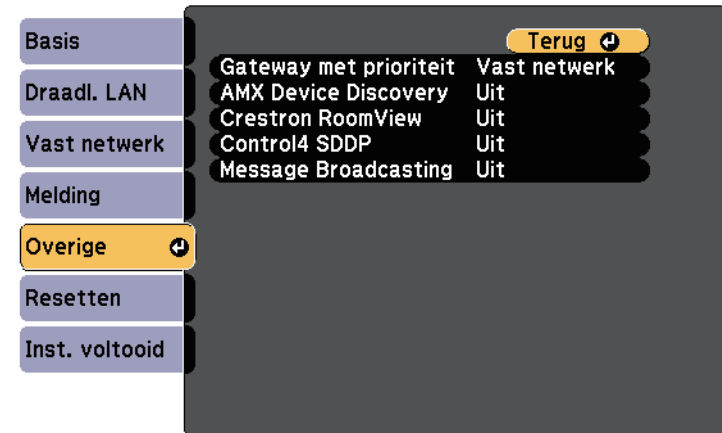 Basis
Draadl. LAN
Vast netwerk
Melding
Overige
Resetten
Inst. voltooid
Terug
Gateway met prioriteit Vast netwerk
AMX Device Discovery Uit
Crestron RoomView Uit
Control4 SDDP Uit
Message Broadcasting Uit